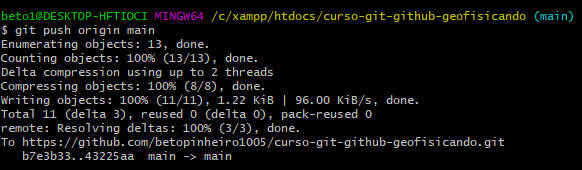 beto1@DESKTOP-HFTIOCI MINGW64 /c/xampp/htdocs/curso-git-github-geofisicando (main)
$ git push origin main
Enumerating objects: 13, done.
Counting objects: 100% (13/13), done.
Delta compression using up to 2 threads
Compressing objects: 100% (8/8), done.
Writing objects: 100% (11/11), 1.22 KiB | 96.00 KiB/s, done.
Total 11 (delta 3), reused 0 (delta 0), pack-reused 0
remote: Resolving deltas: 100% (3/3), done.
To https://github.com/betopinheiro1005/curso-git-github-geofisicando.git
   b7e3b33..43225aa  main -> main